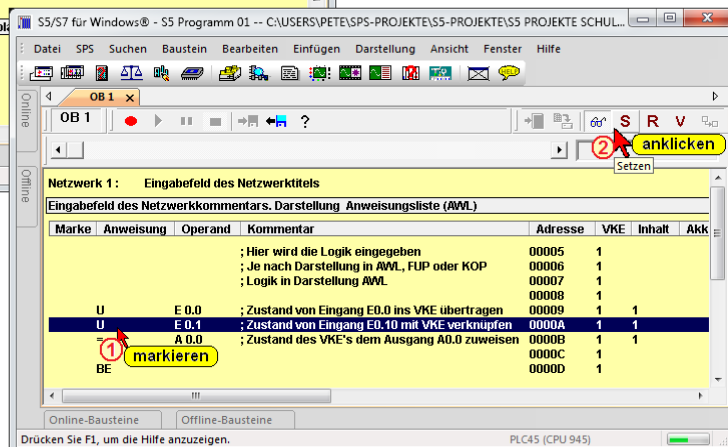 S5/S7 für Windows® - S5 Programm 01 -- C:\USERS\PETE\SPS-PROJEKTE\S5-PROJEKTE\S5 PROJEKTE SCHUL...
Datei SPS Suchen Baustein Bearbeiten Einfügen Darstellung Ansicht Fenster Hilfe
OB 1 x
OB 1 ? S R V
2 anklicken
Setzen
Online
Offline
Netzwerk 1 : Eingabefeld des Netzwerktitels
Eingabefeld des Netzwerkkommentars. Darstellung Anweisungsliste (AWL)
Marke Anweisung Operand Kommentar Adresse VKE Inhalt Akk
; Hier wird die Logik eingegeben 00005 1
; Je nach Darstellung in AWL, FUP oder KOP 00006 1
; Logik in Darstellung AWL 00007 1
00008 1
U E 0.0 ; Zustand von Eingang E0.0 ins VKE übertragen 00009 1 1
U E 0.1 ; Zustand von Eingang E0.10 mit VKE verknüpfen 0000A 1 1
= A 0.0 ; Zustand des VKE's dem Ausgang A0.0 zuweisen 0000B 1 1
1 markieren
0000C 1
BE 0000D 1
Online-Bausteine Offline-Bausteine
Drücken Sie F1, um die Hilfe anzuzeigen. PLC45 (CPU 945)